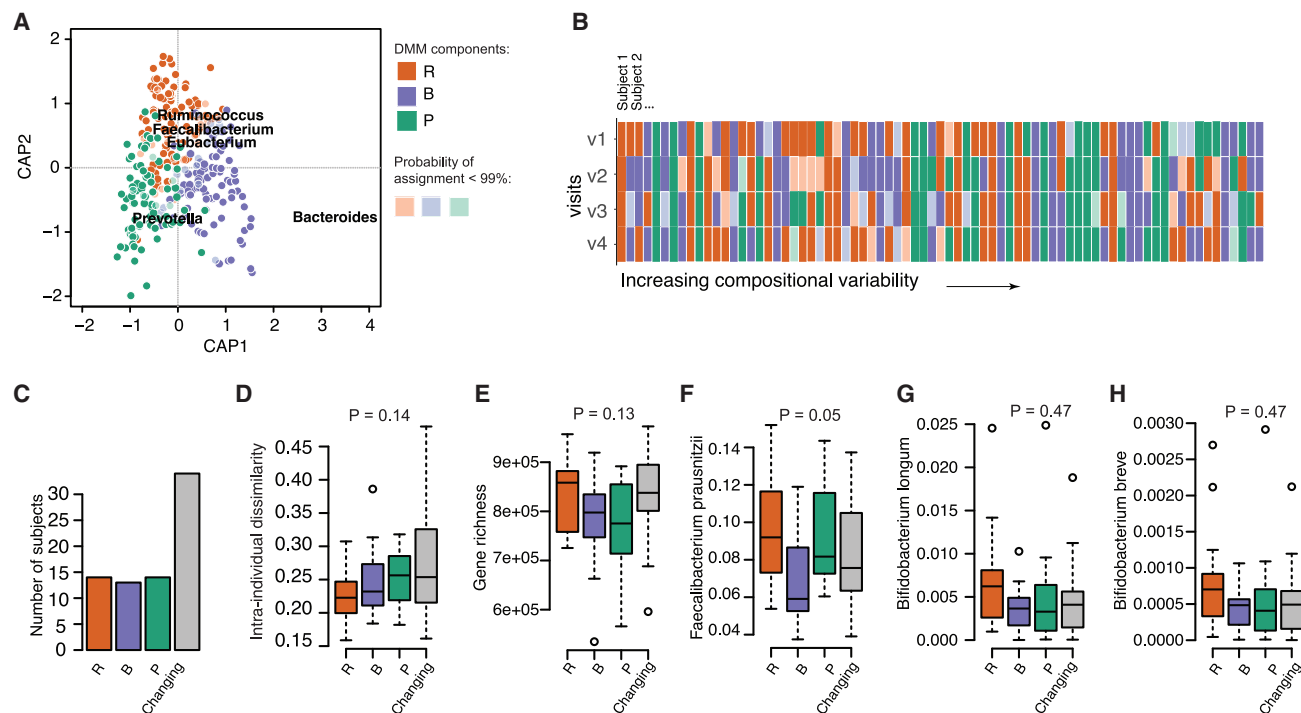 A
DMM components:
R
B
P
Probability of
assignment < 99%:
2
1
0
−1
−2
CAP2
Ruminococcus
Faecalibacterium
Eubacterium
Prevotella
Bacteroides
−2 −1 0 1 2 3 4
CAP1
B
Subject 1
Subject 2
...
v1
v2
v3
v4
visits
Increasing compositional variability
C
Number of subjects
30
25
20
15
10
5
0
R B P Changing
D
P = 0.14
Intra-individual dissimilarity
0.45
0.40
0.35
0.30
0.25
0.20
0.15
R B P Changing
E
P = 0.13
Gene richness
9e+05
8e+05
7e+05
6e+05
R B P Changing
F
P = 0.05
Faecalibacterium prausnitzii
0.14
0.12
0.10
0.08
0.06
0.04
R B P Changing
G
P = 0.47
Bifidobacterium longum
0.025
0.020
0.015
0.010
0.005
0.000
R B P Changing
H
P = 0.47
Bifidobacterium breve
0.0030
0.0025
0.0020
0.0015
0.0010
0.0005
0.0000
R B P Changing